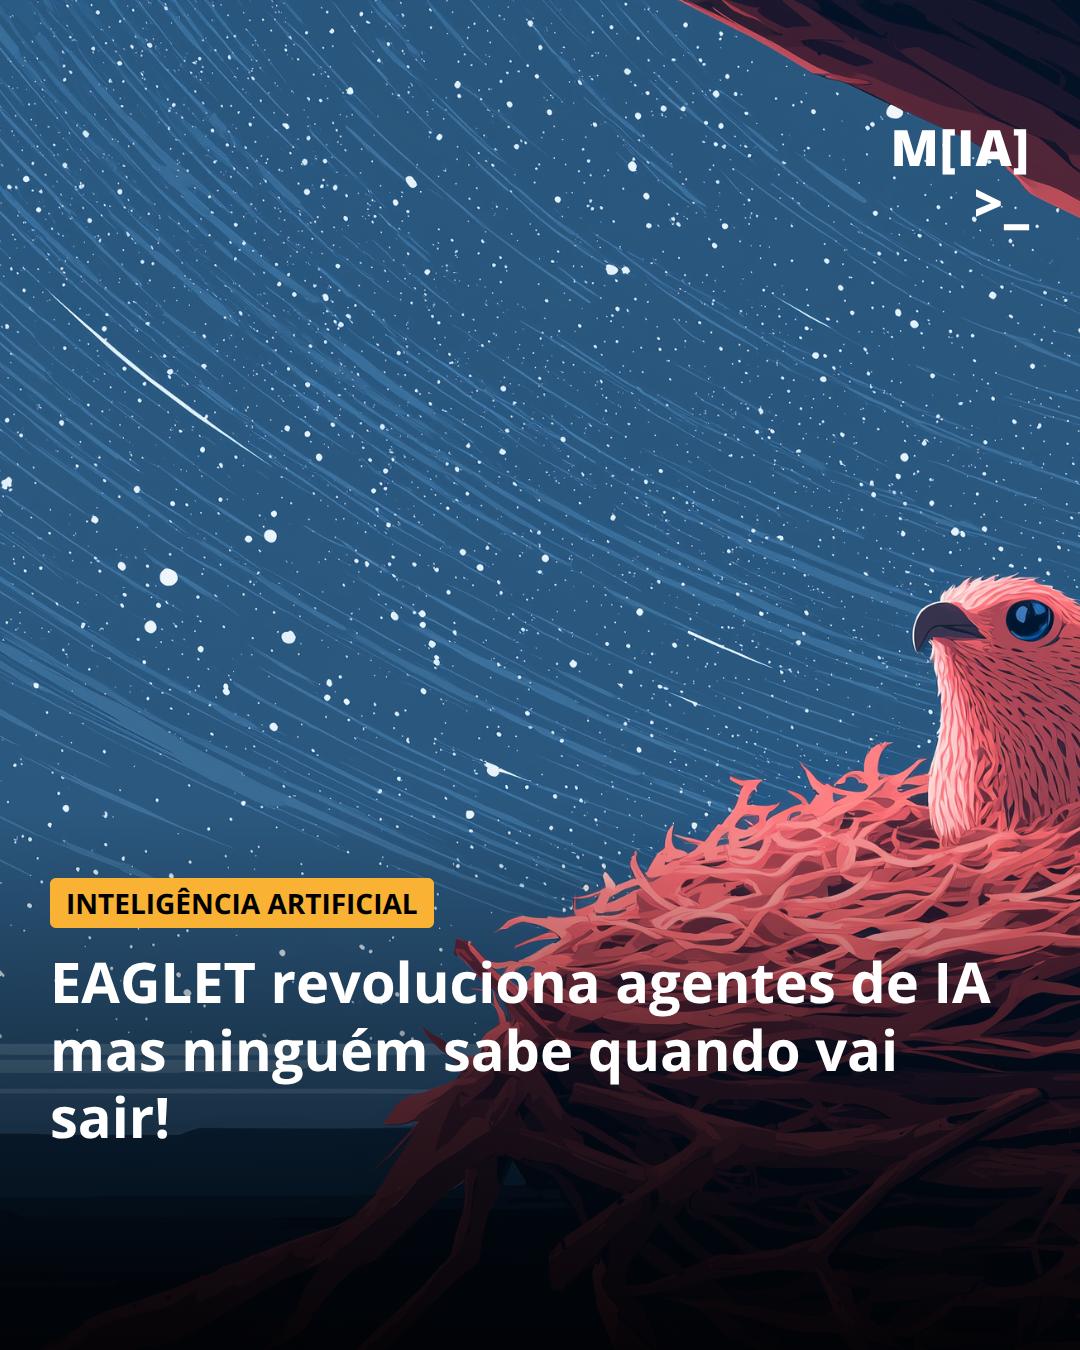 M[IA]
>_
INTELIGÊNCIA ARTIFICIAL
EAGLET revoluciona agentes de IA
mas ninguém sabe quando vai
sair!